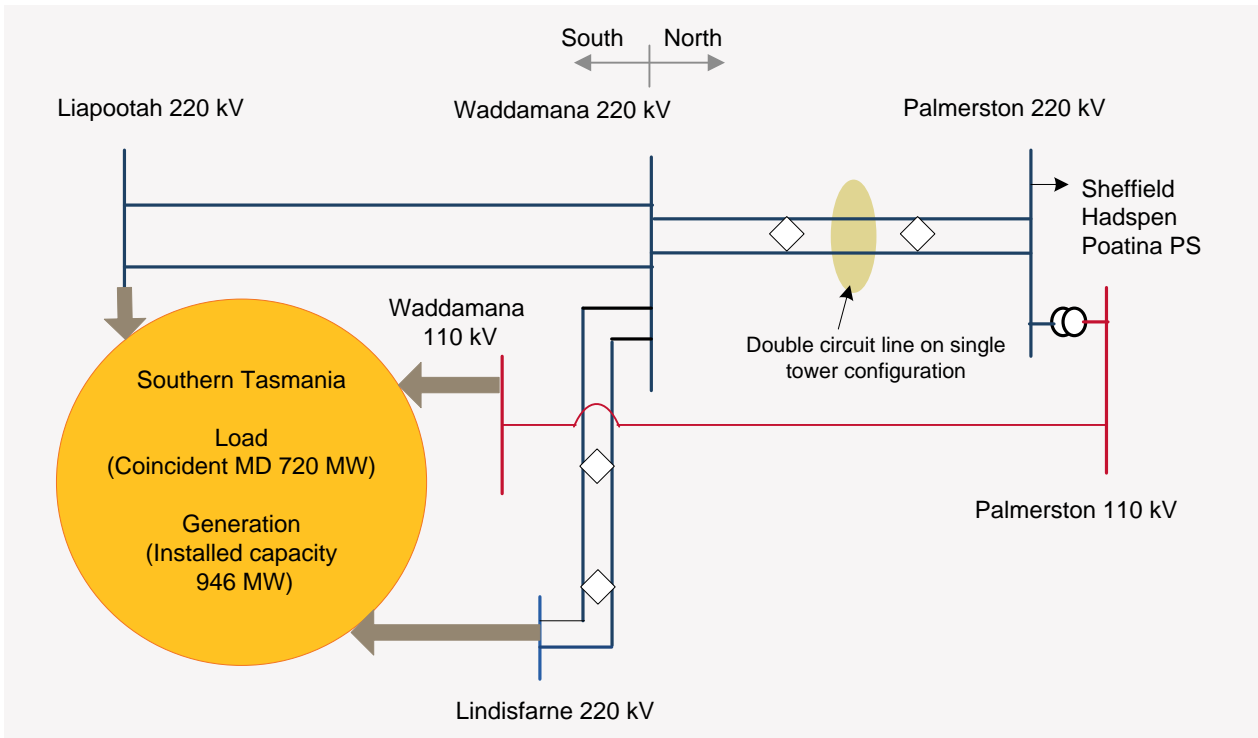 South
North
Liapootah 220 kV
Waddamana 220 kV
Palmerston 220 kV
Sheffield
Hadspen
Poatina PS
Waddamana
110 kV
Double circuit line on single
tower configuration
Southern Tasmania
Load
(Coincident MD 720 MW)
Generation
(Installed capacity
946 MW)
Palmerston 110 kV
Lindisfarne 220 kV